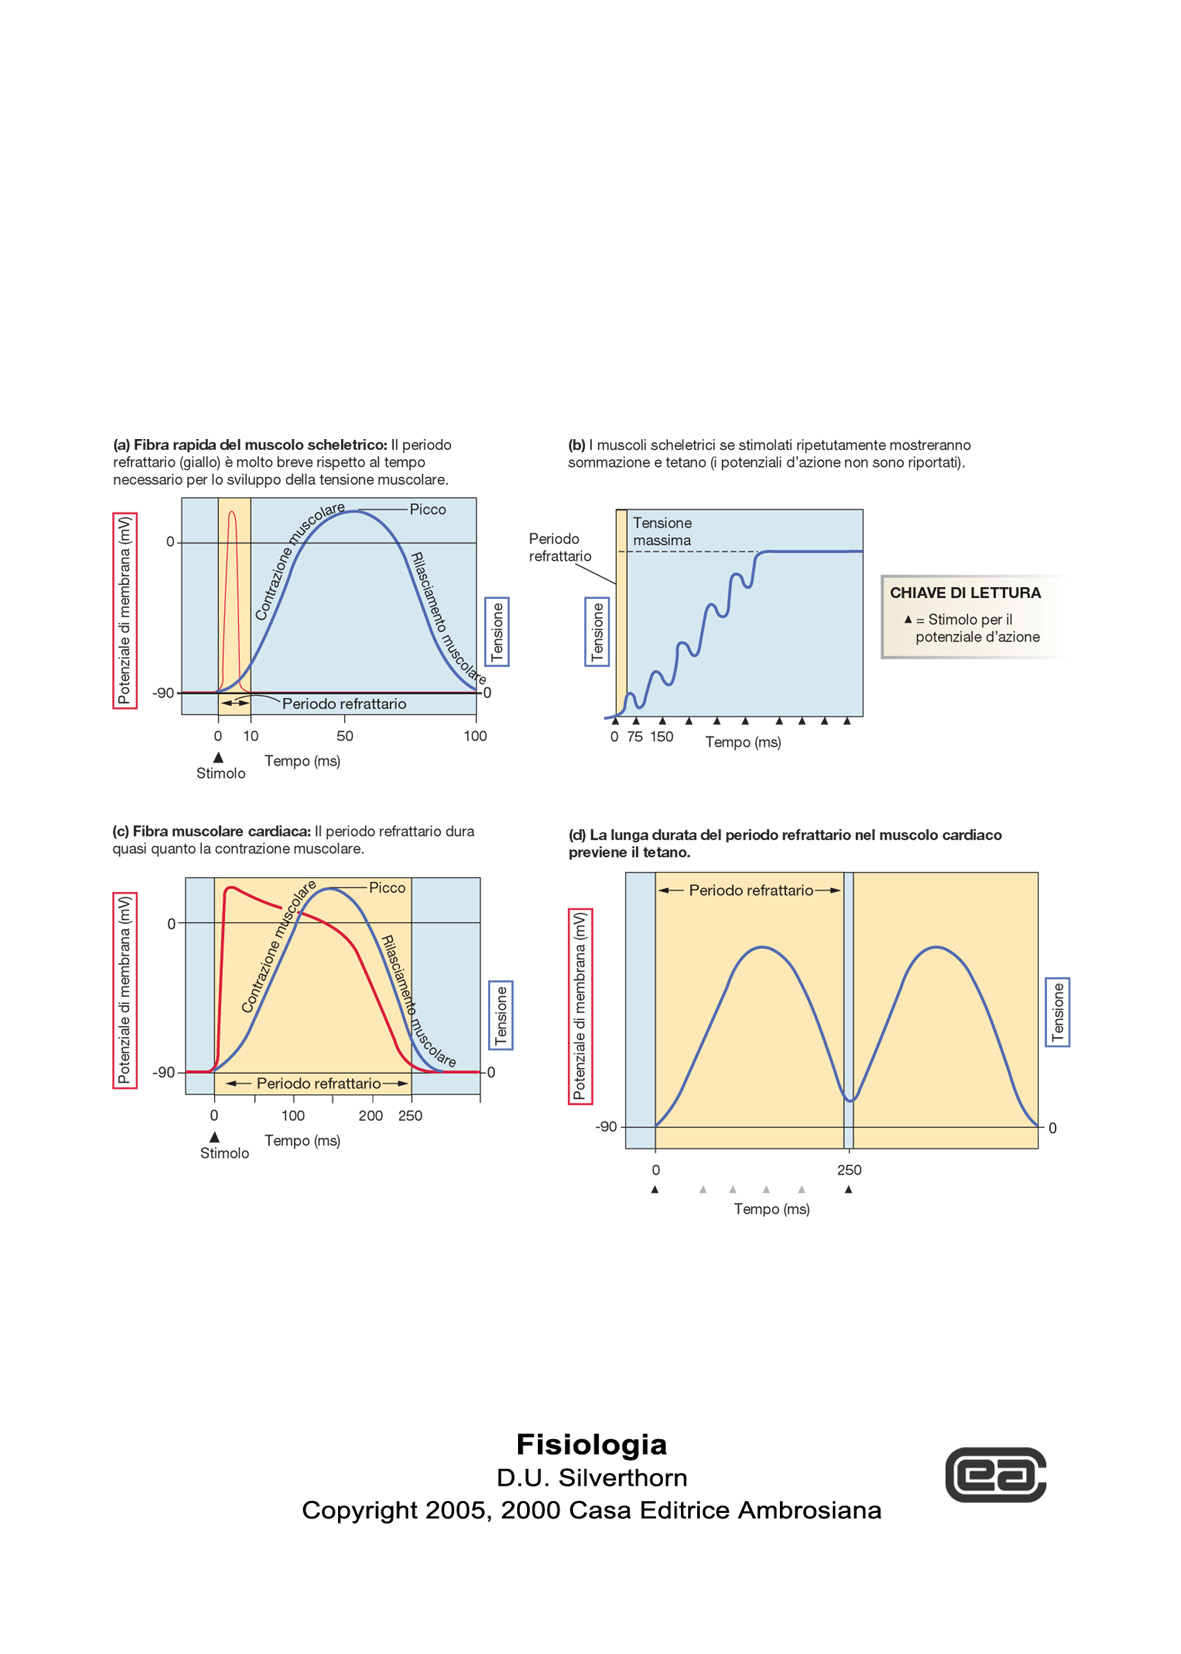 (a) Fibra rapida del muscolo scheletrico: Il periodo
refrattario (giallo) è molto breve rispetto al tempo
necessario per lo sviluppo della tensione muscolare.
Potenziale di membrana (mV)
0
-90
Contrazione muscolare
Picco
Rilasciamento muscolare
Tensione
0
Periodo refrattario
0 10 50 100
Stimolo
Tempo (ms)
(b) I muscoli scheletrici se stimolati ripetutamente mostreranno
sommazione e tetano (i potenziali d'azione non sono riportati).
Periodo
refrattario
Tensione
massima
Tensione
0 75 150
Tempo (ms)
CHIAVE DI LETTURA
▲ = Stimolo per il
potenziale d'azione
(c) Fibra muscolare cardiaca: Il periodo refrattario dura
quasi quanto la contrazione muscolare.
Potenziale di membrana (mV)
0
-90
Contrazione muscolare
Picco
Rilasciamento muscolare
Tensione
0
Periodo refrattario
0 100 200 250
Stimolo
Tempo (ms)
(d) La lunga durata del periodo refrattario nel muscolo cardiaco
previene il tetano.
Periodo refrattario
Potenziale di membrana (mV)
-90
Tensione
0
0 250
Tempo (ms)
Fisiologia
D.U. Silverthorn
Copyright 2005, 2000 Casa Editrice Ambrosiana
ea